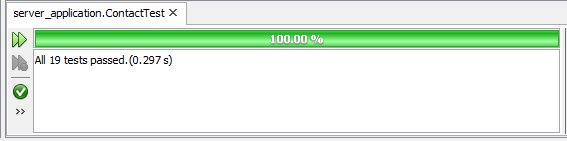 server_application.ContactTest
100.00 %
All 19 tests passed.(0.297 s)